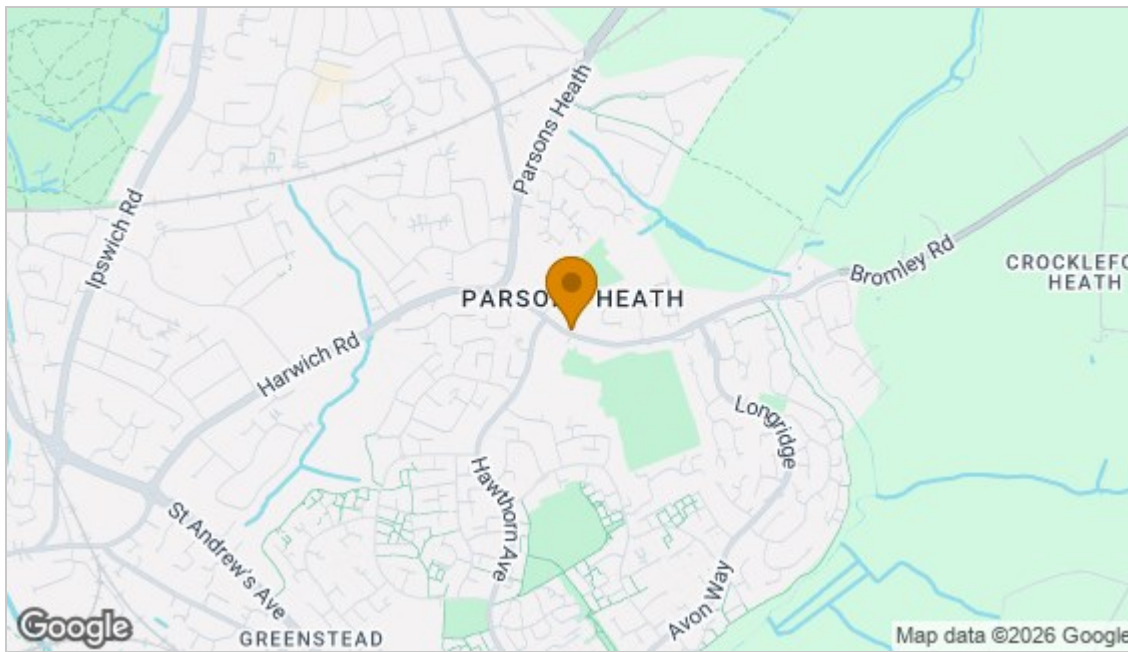 Parsons Heath
Ipswich Rd
Bromley Rd
CROCKLEFO
HEATH
PARSO HEATH
Harwich Rd
Longridge
Hawthorn Ave
St Andrew's Ave
Avon Way
GREENSTEAD
Google
Map data ©2026 Google